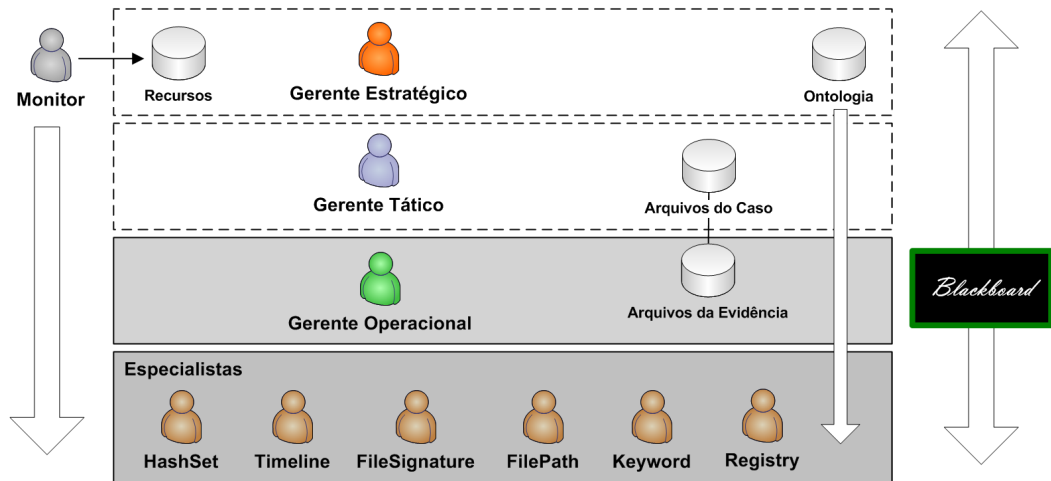 Monitor
Recursos
Gerente Estratégico
Ontologia
Gerente Tático
Arquivos do Caso
Gerente Operacional
Arquivos da Evidência
Blackboard
Especialistas
HashSet
Timeline
FileSignature
FilePath
Keyword
Registry